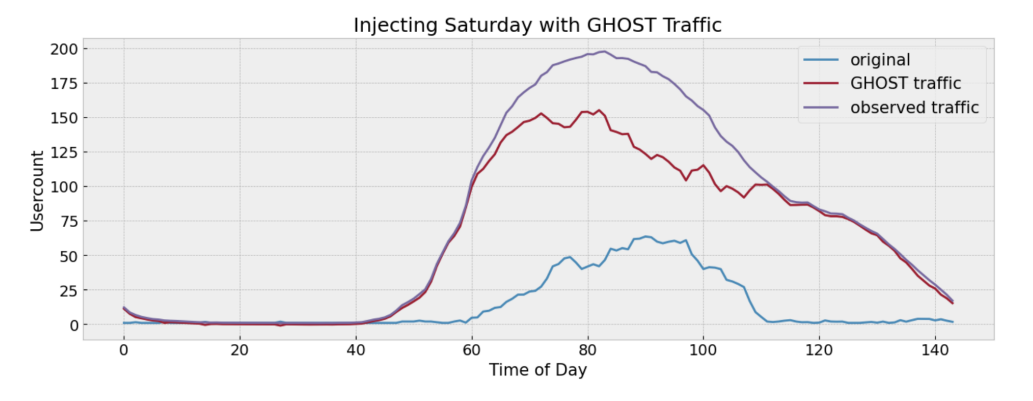 Injecting Saturday with GHOST Traffic
200
175
150
125
100
75
50
25
0
Usercount
original
GHOST traffic
observed traffic
0 20 40 60 80 100 120 140
Time of Day